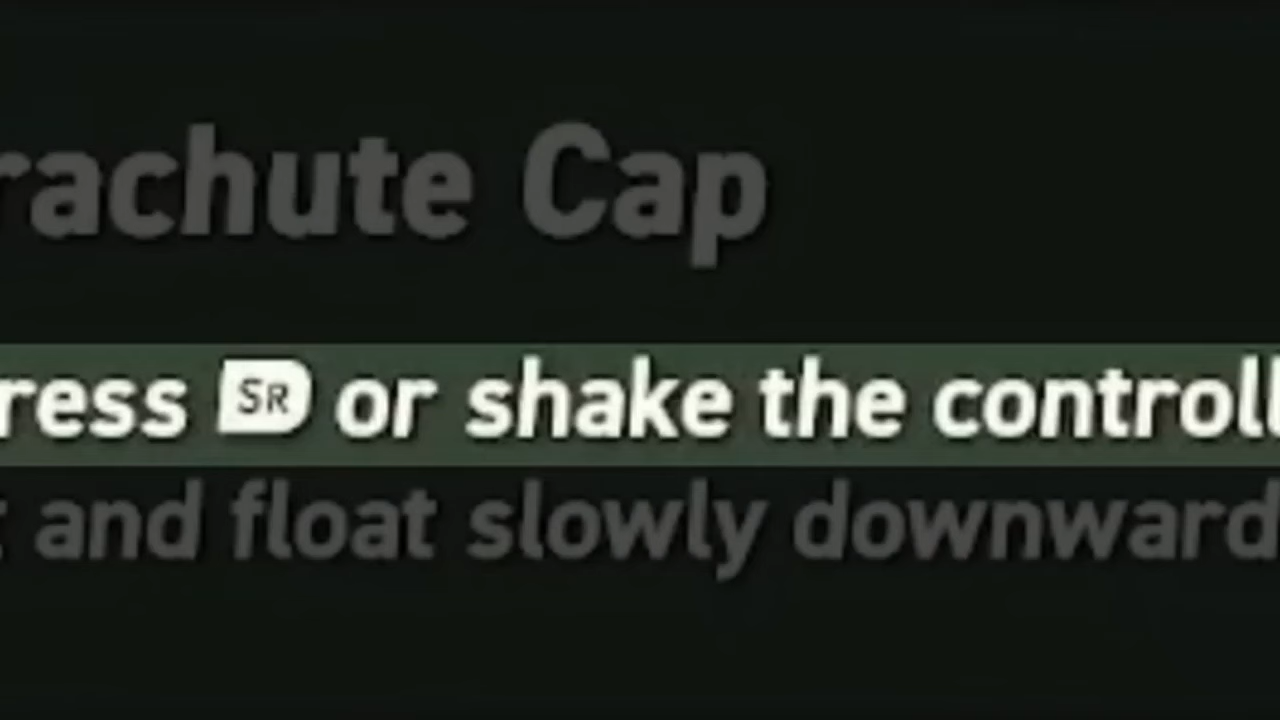 rachute Cap
ress SR or shake the controll
t and float slowly downward